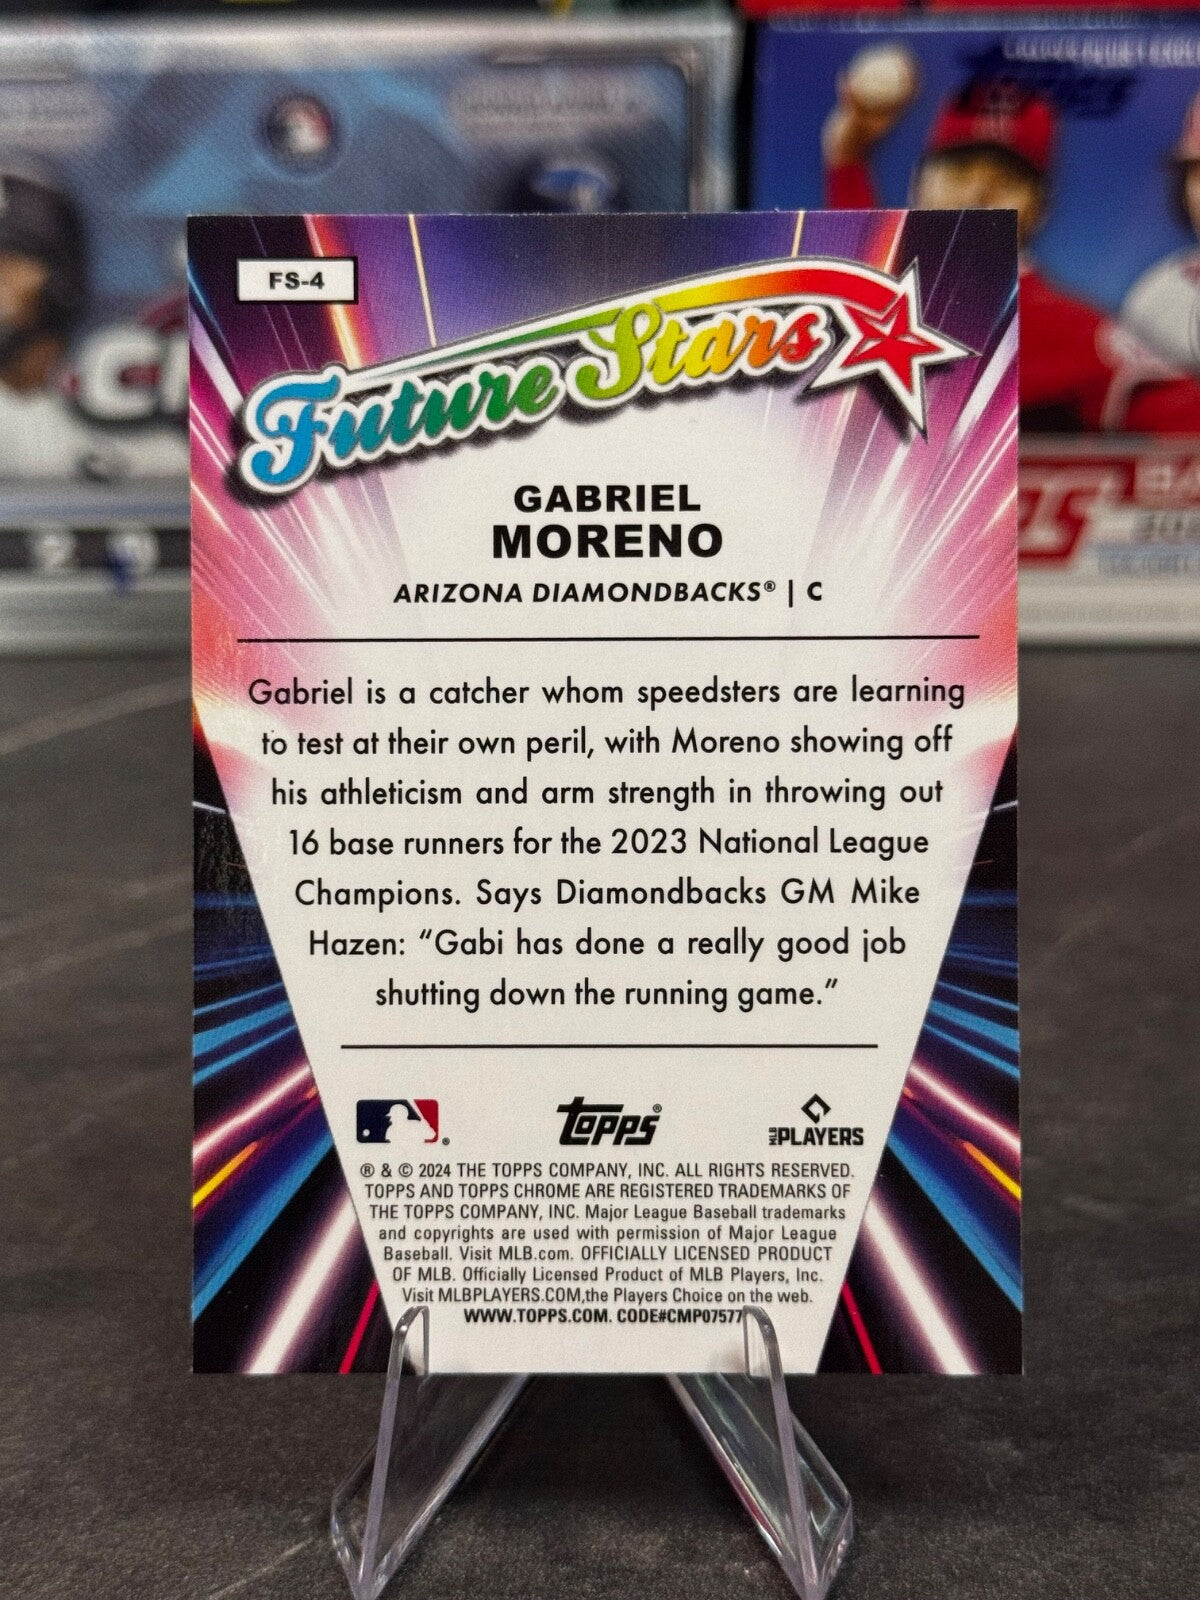 FS-4
Future Stars
GABRIEL
MORENO
ARIZONA DIAMONDBACKS® | C
Gabriel is a catcher whom speedsters are learning
to test at their own peril, with Moreno showing off
his athleticism and arm strength in throwing out
16 base runners for the 2023 National League
Champions. Says Diamondbacks GM Mike
Hazen: “Gabi has done a really good job
shutting down the running game.”
® Topps® MLB PLAYERS
® & © 2024 THE TOPPS COMPANY, INC. ALL RIGHTS RESERVED.
TOPPS AND TOPPS CHROME ARE REGISTERED TRADEMARKS OF
THE TOPPS COMPANY, INC. Major League Baseball trademarks
and copyrights are used with permission of Major League
Baseball. Visit MLB.com. OFFICIALLY LICENSED PRODUCT
OF MLB. Officially Licensed Product of MLB Players, Inc.
Visit MLBPLAYERS.COM,the Players Choice on the web.
WWW.TOPPS.COM. CODE#CMP07577